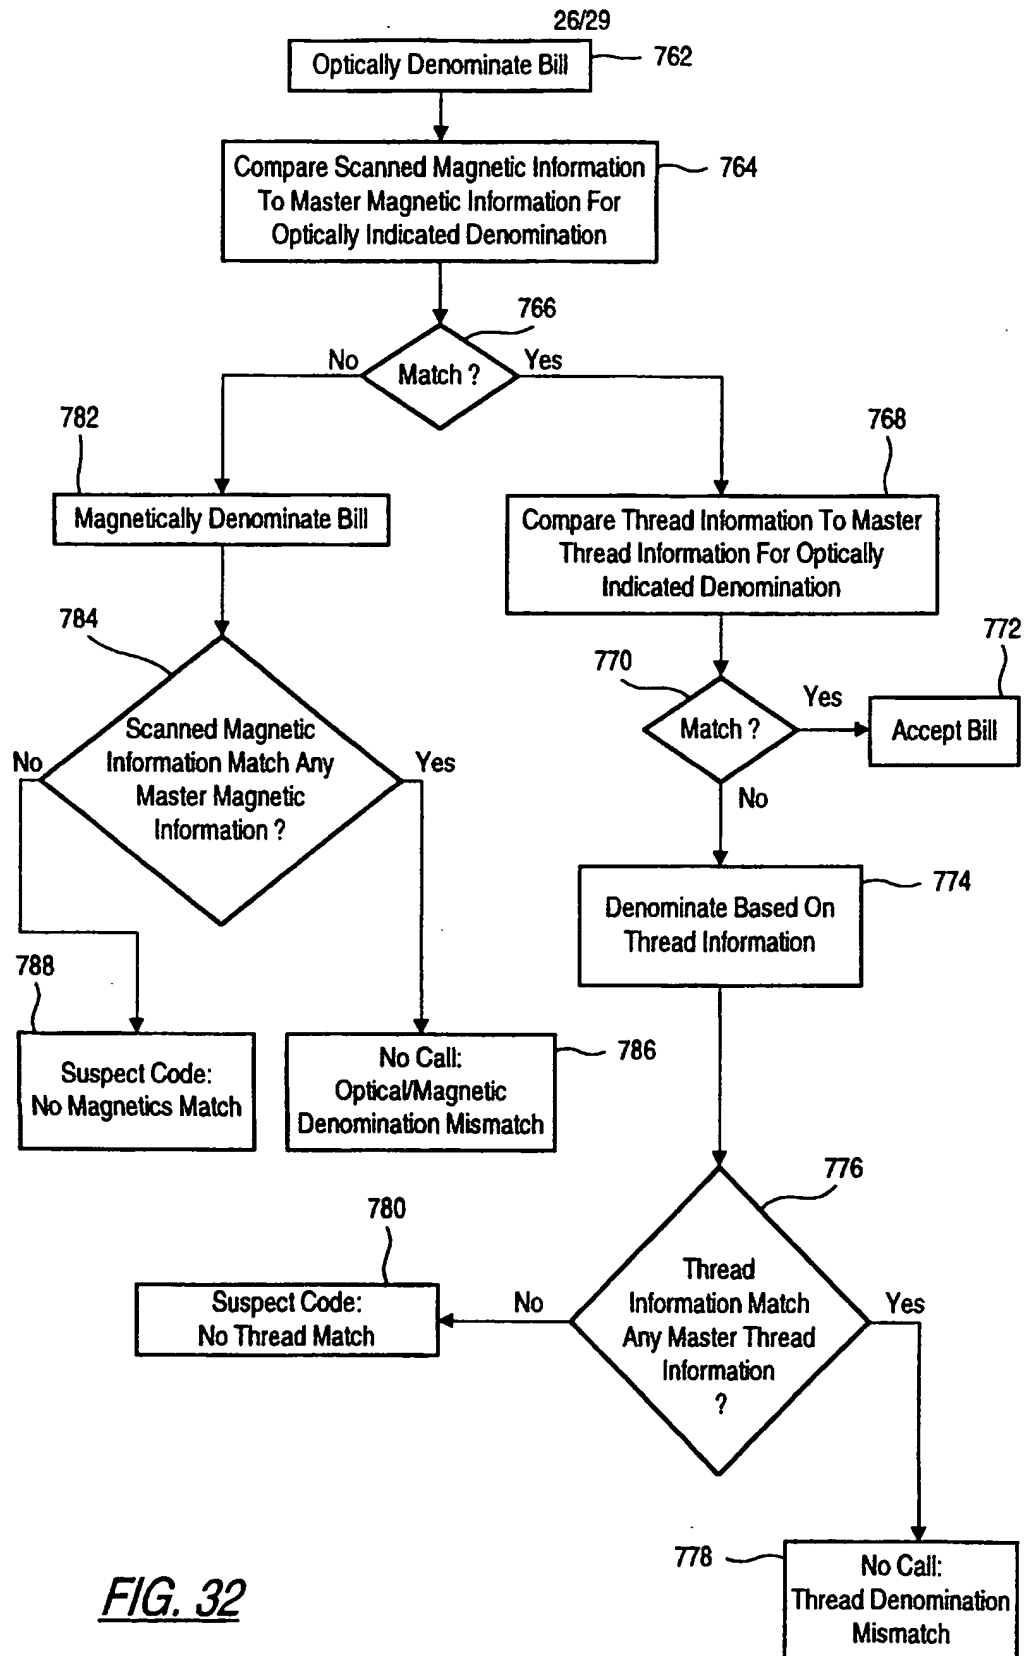 26/29
Optically Denominate Bill
762
Compare Scanned Magnetic Information
To Master Magnetic Information For
Optically Indicated Denomination
764
766
Match ?
No
Yes
782
Magnetically Denominate Bill
768
Compare Thread Information To Master
Thread Information For Optically
Indicated Denomination
784
Scanned Magnetic
Information Match Any
Master Magnetic
Information ?
No
Yes
770
Match ?
Yes
No
772
Accept Bill
774
Denominate Based On
Thread Information
788
Suspect Code:
No Magnetics Match
No Call:
Optical/Magnetic
Denomination Mismatch
786
776
Thread
Information Match
Any Master Thread
Information
?
No
Yes
780
Suspect Code:
No Thread Match
778
No Call:
Thread Denomination
Mismatch
FIG. 32